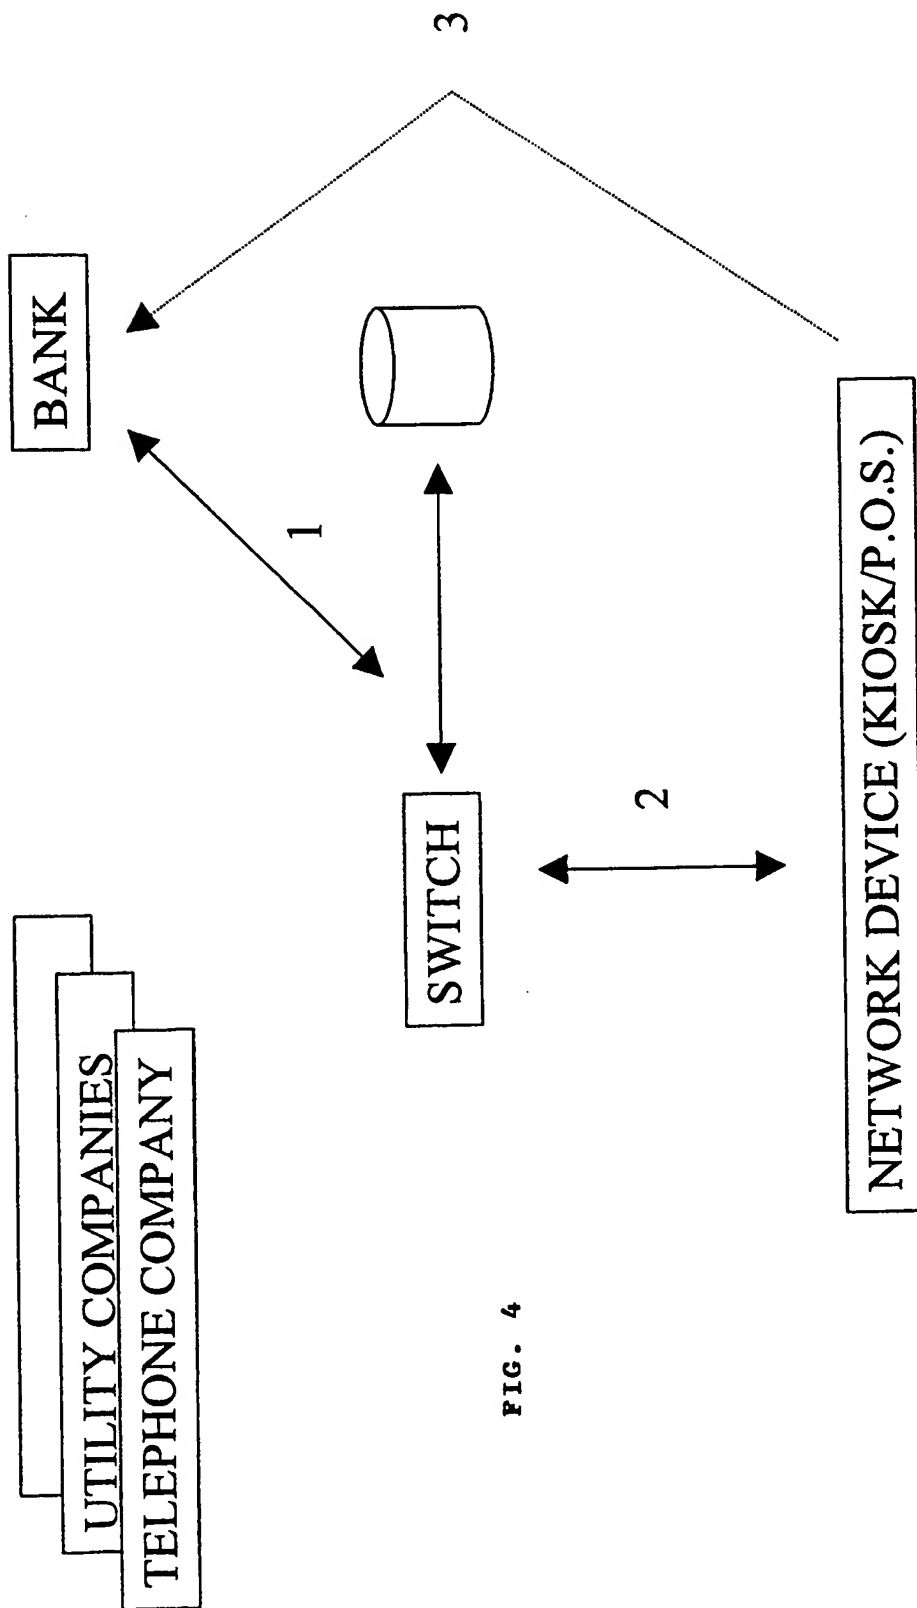 UTILITY COMPANIES
TELEPHONE COMPANY
BANK
1
SWITCH
2
3
NETWORK DEVICE (KIOSK/P.O.S.)
FIG. 4